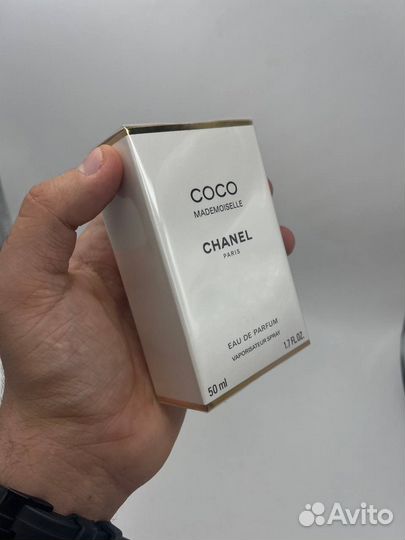 COCO
MADEMOISELLE
CHANEL
PARIS
EAU DE PARFUM
VAPORISATEUR SPRAY
50 ml
1.7 FL.OZ.
Avito